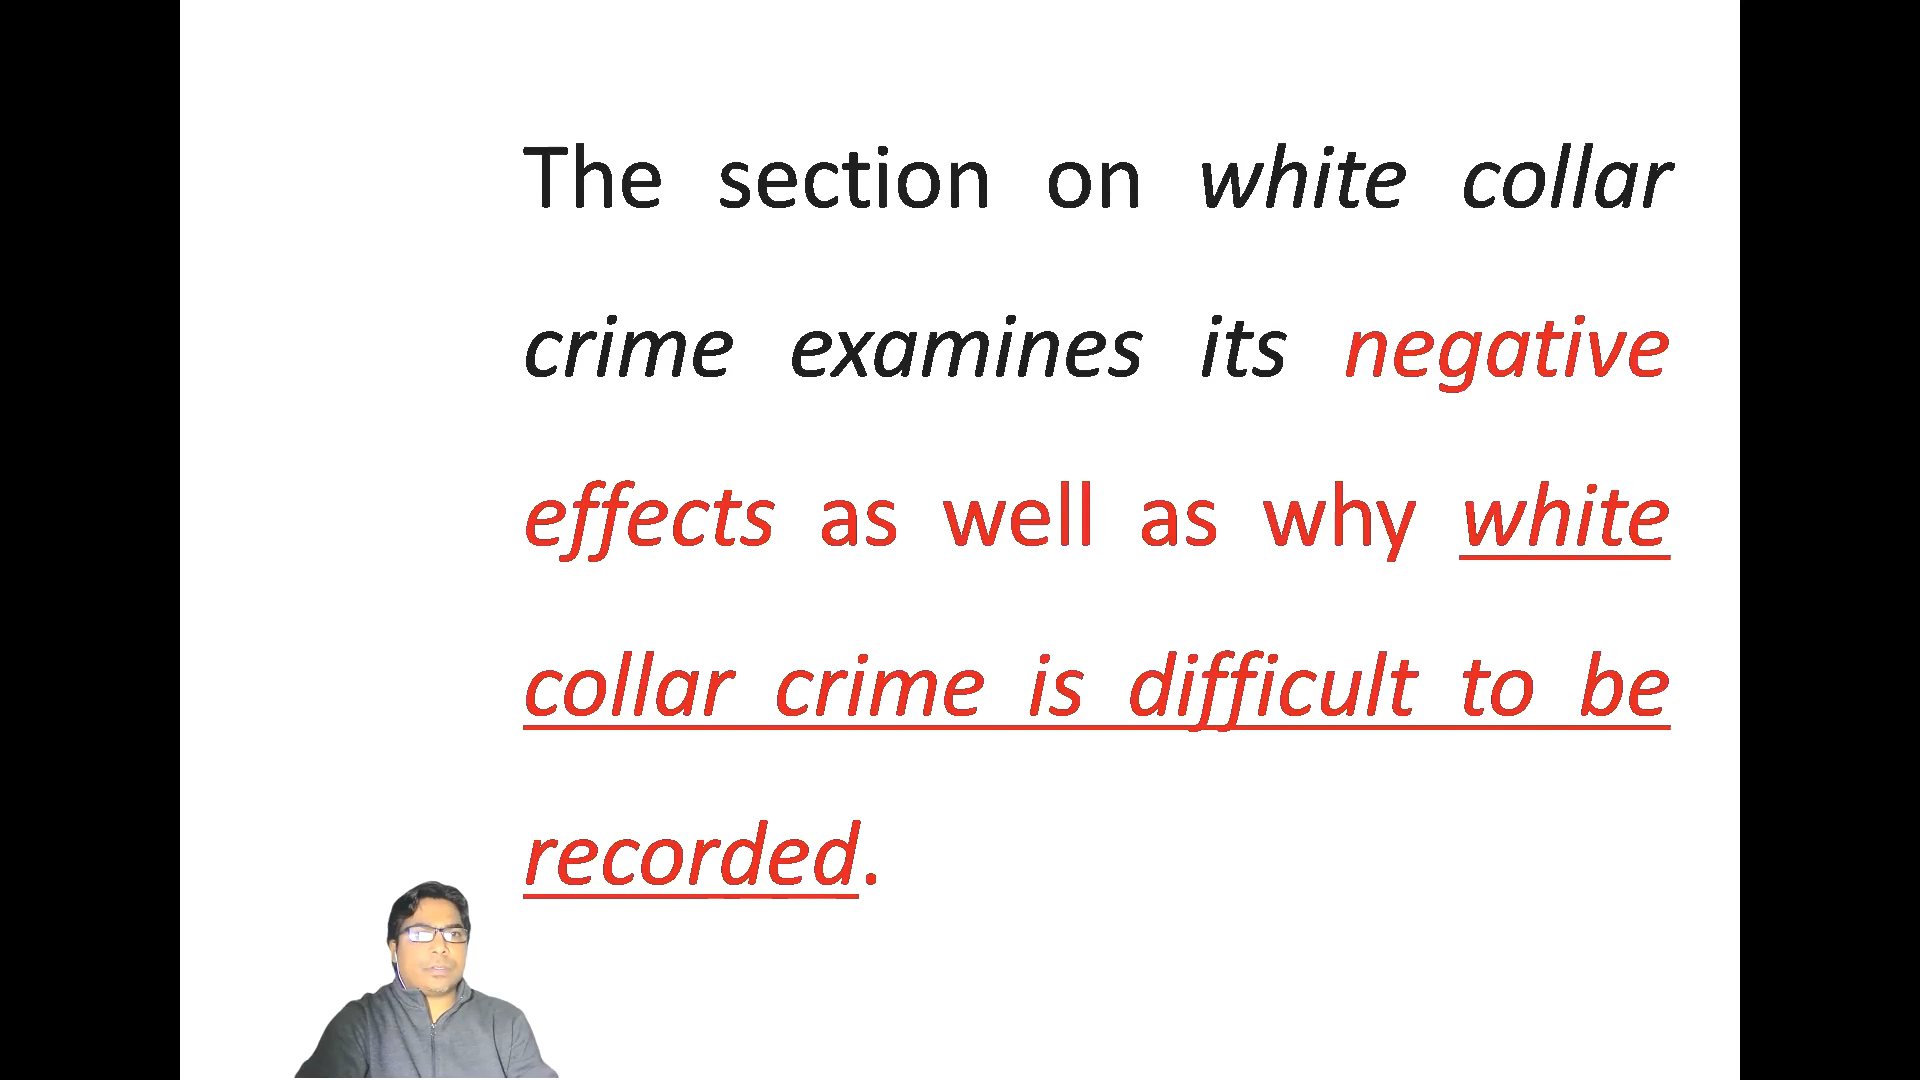 The section on white collar
crime examines its negative
effects as well as why white
collar crime is difficult to be
recorded.